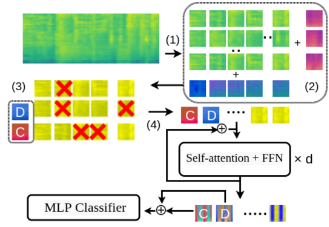 (1)
+
+
(2)
(3)
D
C
(4)
C D
+
Self-attention + FFN × d
MLP Classifier
+
C D